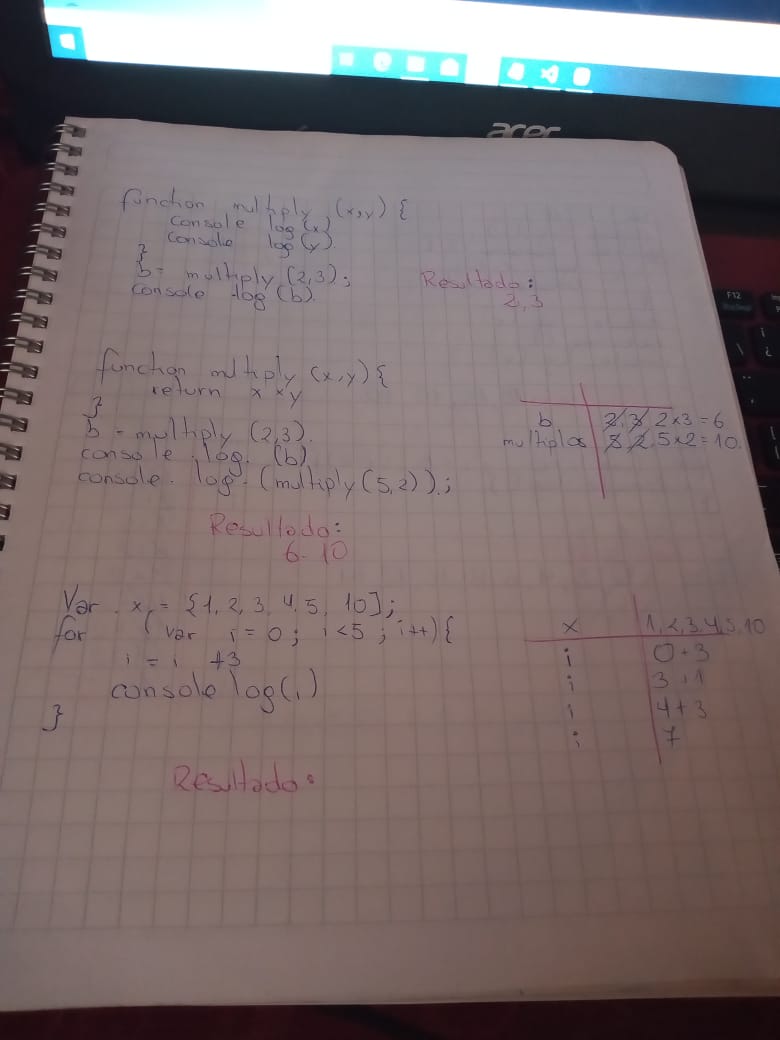 acer
F12
function multiply (x,y) {
console log (x)
console log (y).
}
b = multiply (2,3);
console log (b)
Resultado:
2,3
function multiply (x,y) {
return x * y
}
b = multiply (2,3).
console . log. (b)
console. log. (multiply (5,2)).;
b 2,3, 2x3=6
multiplos 5,2, 5x2=10.
Resultado:
6. 10
Var x = {1, 2, 3, 4, 5, 10];
for ( var i = 0; i <5 ; i++) {
i = i +3
console log(i)
}
x 1,2,3,4,5,10
i 0+3
i 3+1
i 4+3
i 7
Resultado: